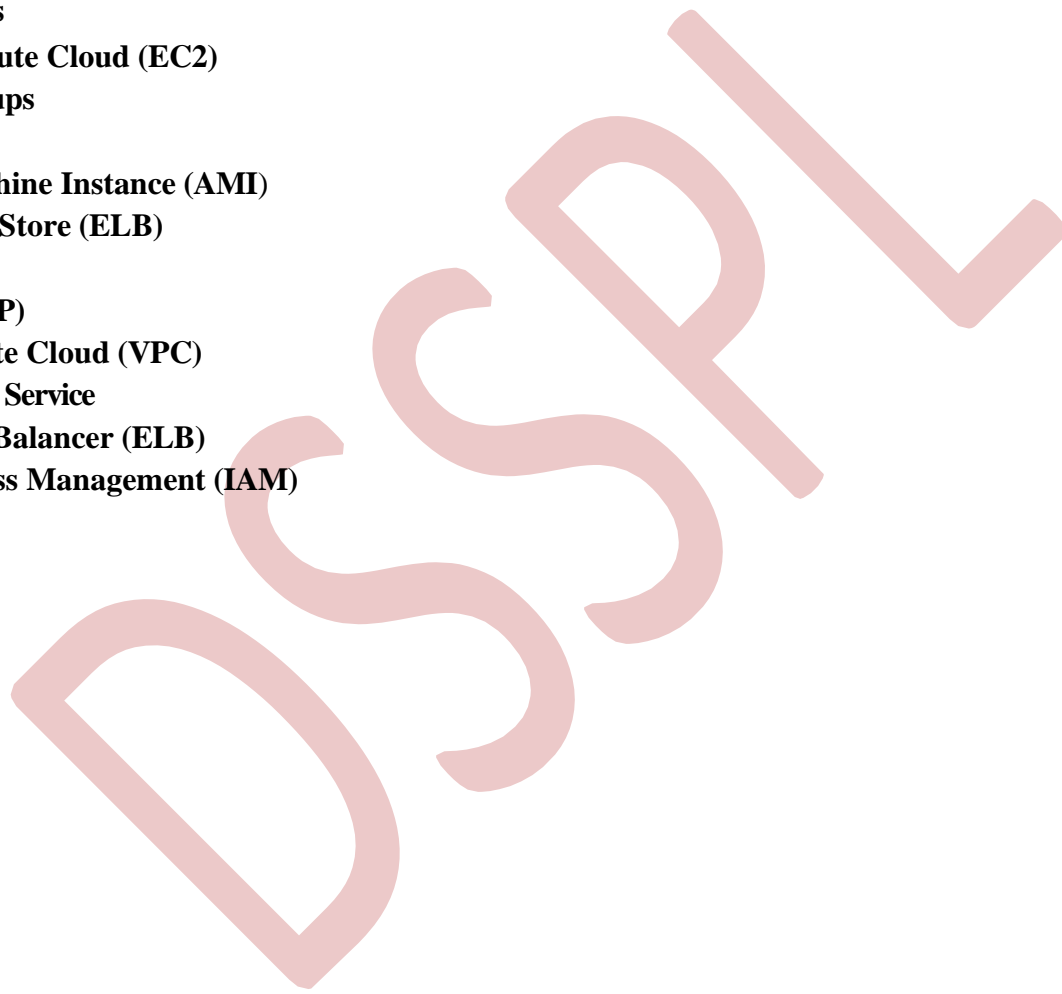 s
ute Cloud (EC2)
ups
hine Instance (AMI)
Store (ELB)
P)
te Cloud (VPC)
Service
Balancer (ELB)
ss Management (IAM)
DSSPL